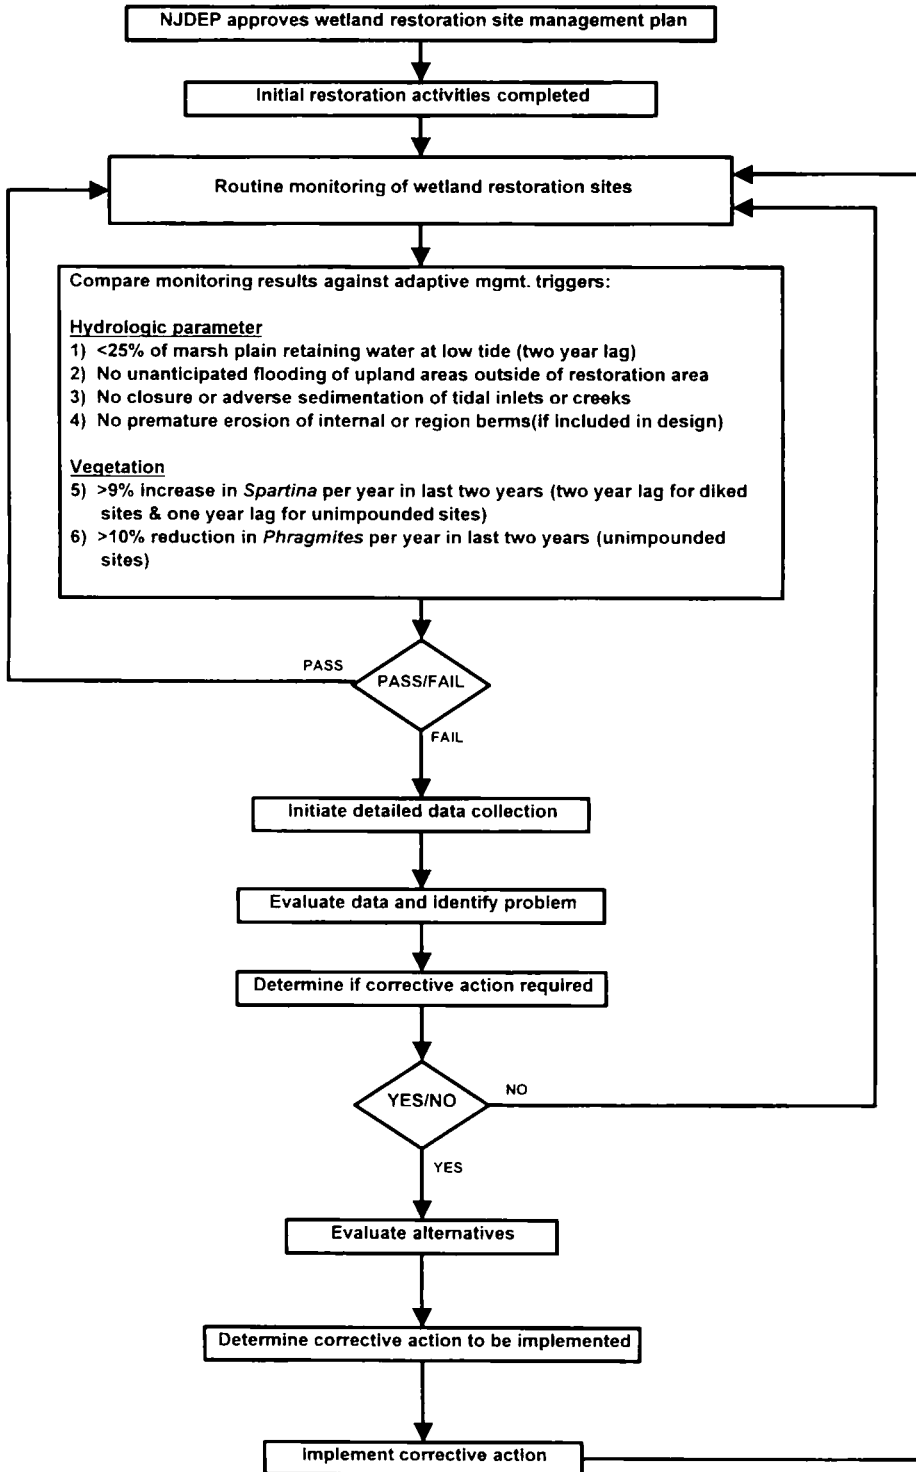 NJDEP approves wetland restoration site management plan
Initial restoration activities completed
Routine monitoring of wetland restoration sites
Compare monitoring results against adaptive mgmt. triggers:
Hydrologic parameter
1) <25% of marsh plain retaining water at low tide (two year lag)
2) No unanticipated flooding of upland areas outside of restoration area
3) No closure or adverse sedimentation of tidal inlets or creeks
4) No premature erosion of internal or region berms(if included in design)
Vegetation
5) >9% increase in Spartina per year in last two years (two year lag for diked
sites & one year lag for unimpounded sites)
6) >10% reduction in Phragmites per year in last two years (unimpounded
sites)
PASS
PASS/FAIL
FAIL
Initiate detailed data collection
Evaluate data and identify problem
Determine if corrective action required
YES/NO
NO
YES
Evaluate alternatives
Determine corrective action to be implemented
Implement corrective action